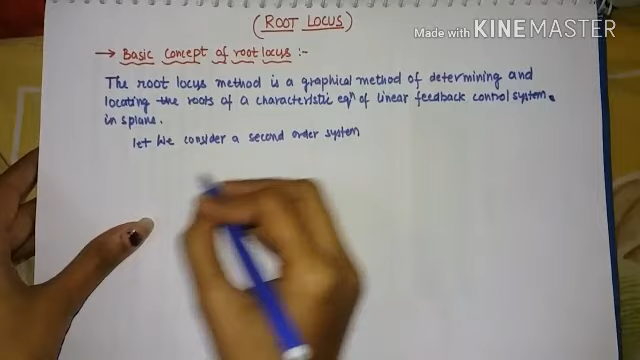 (ROOT LOCUS)
Made with KINEMASTER
→ Basic concept of root locus :-
The root locus method is a graphical method of determining and
locating the roots of a characteristic eqn of linear feedback control system.
in s plane.
let We consider a second order system